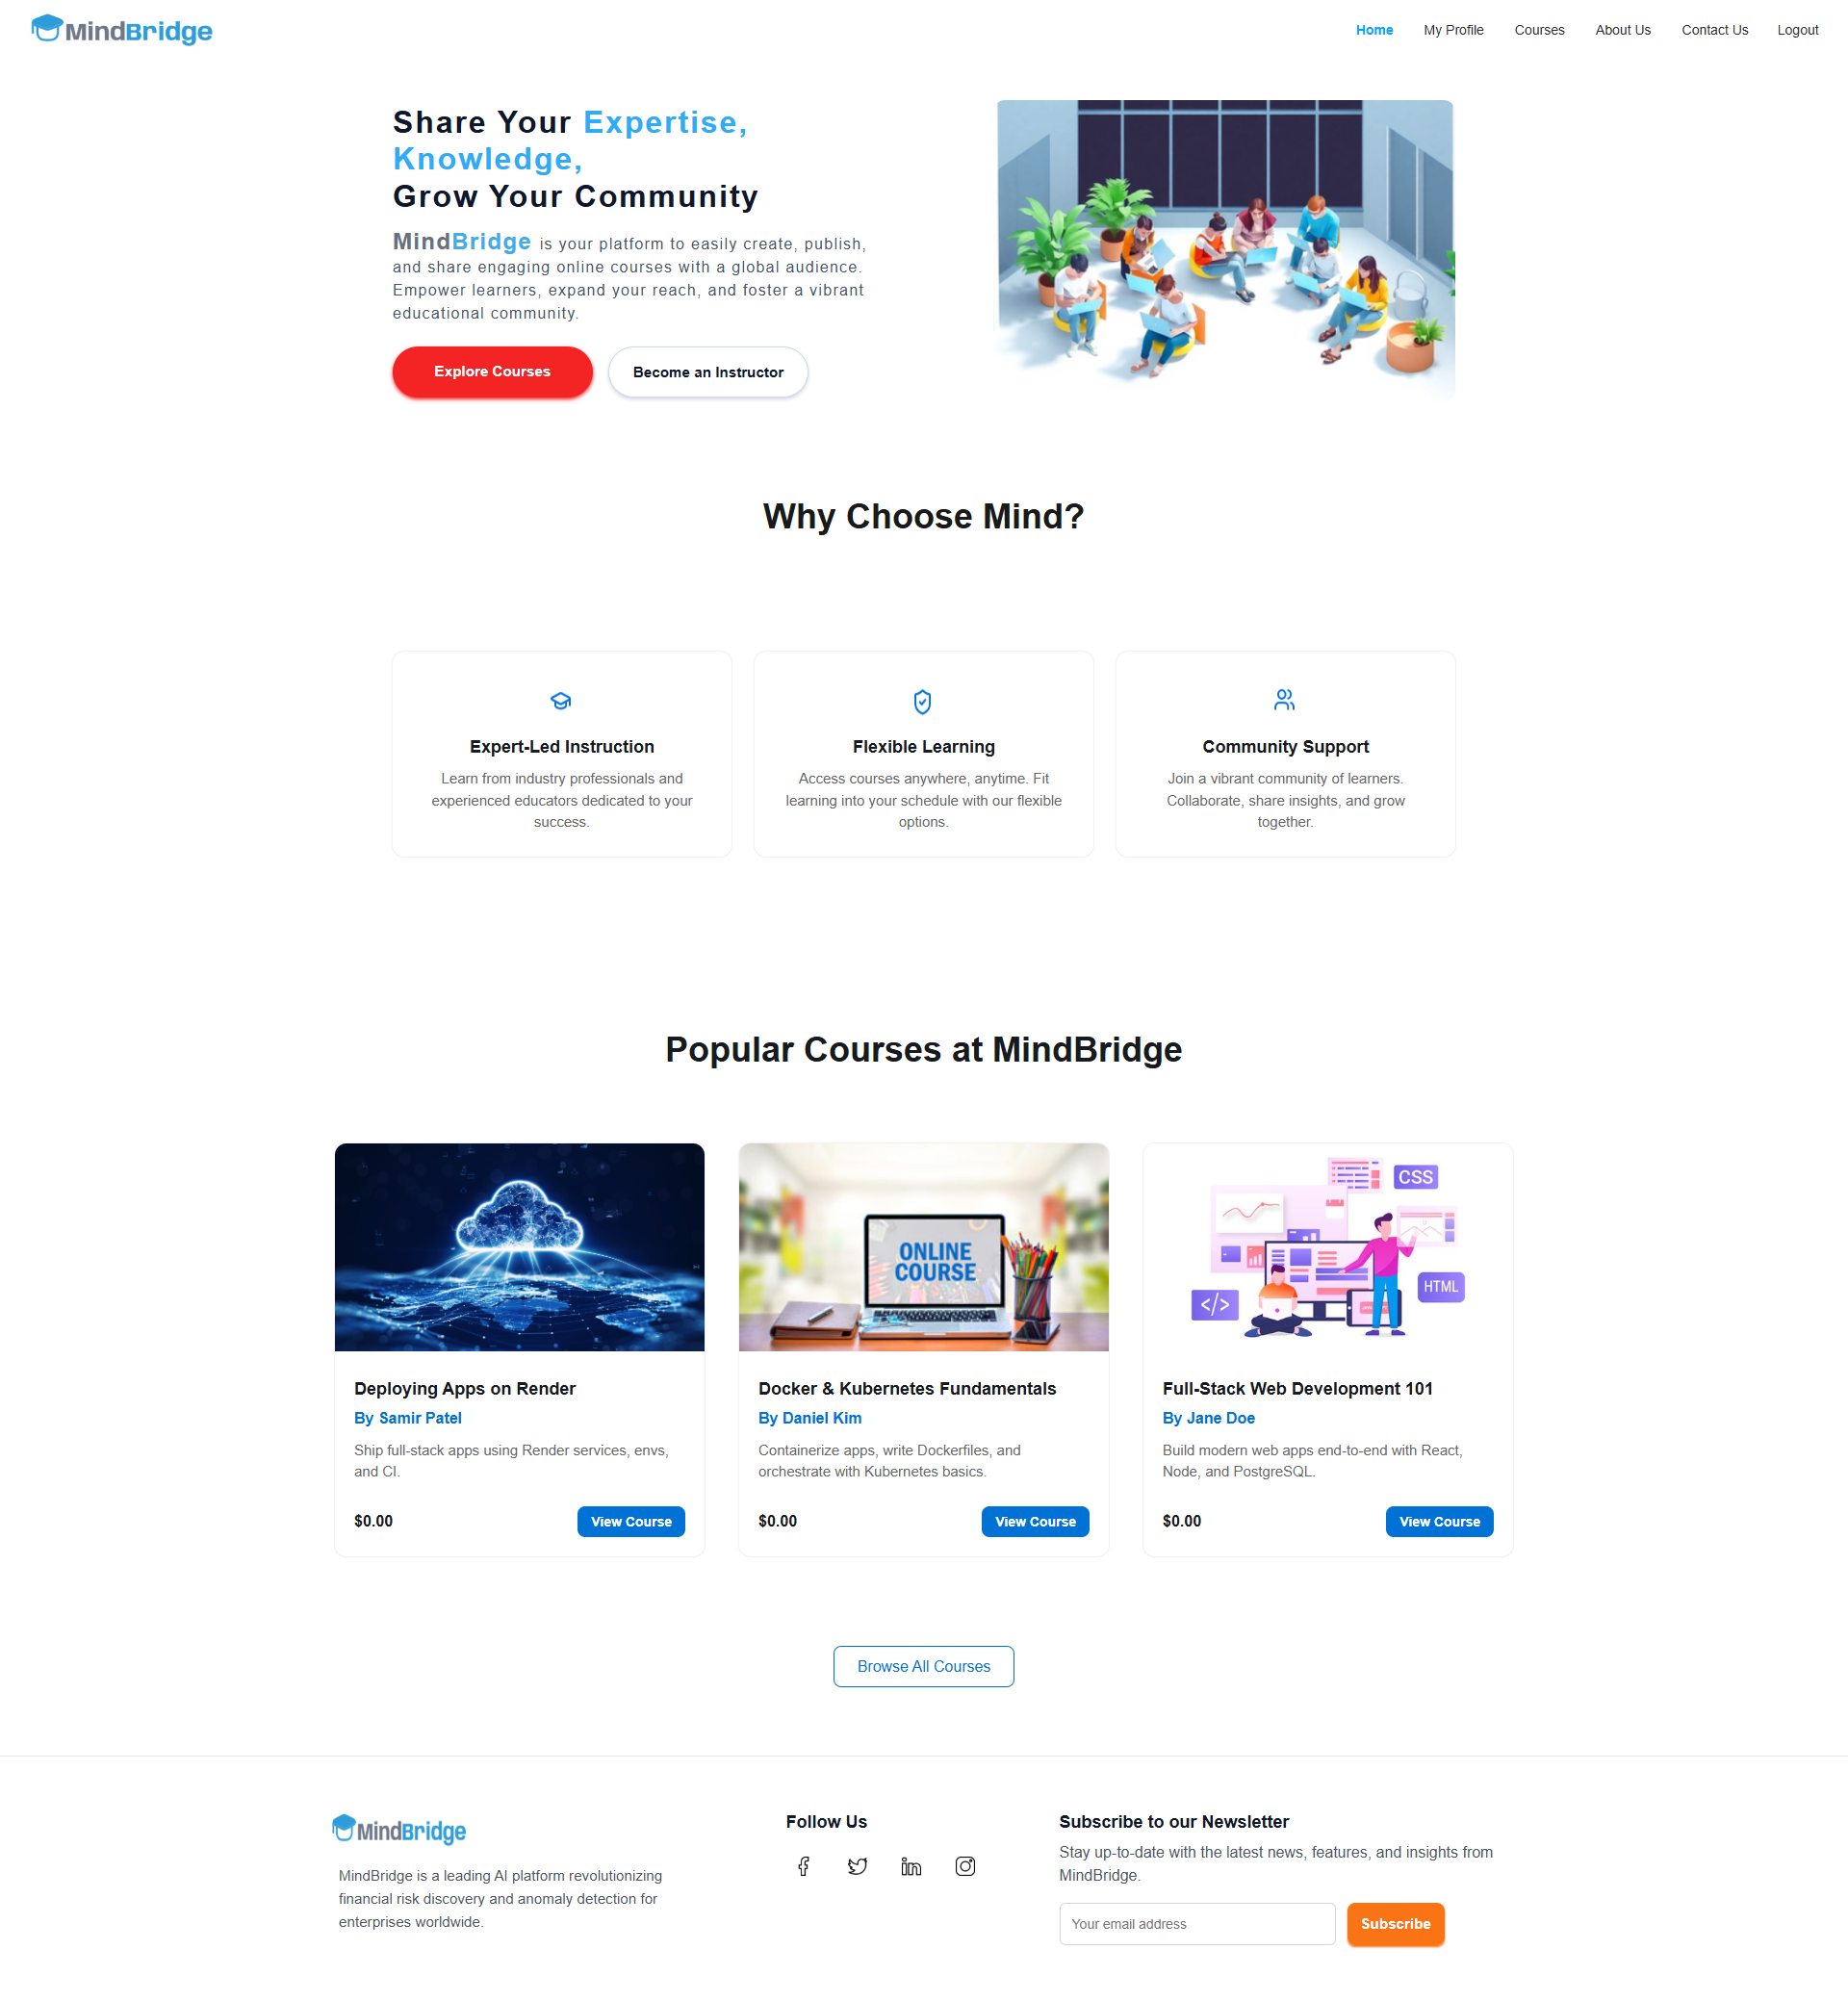 MindBridge
Home My Profile Courses About Us Contact Us Logout
Share Your Expertise,
Knowledge,
Grow Your Community
MindBridge is your platform to easily create, publish,
and share engaging online courses with a global audience.
Empower learners, expand your reach, and foster a vibrant
educational community.
Explore Courses
Become an Instructor
Why Choose Mind?
Expert-Led Instruction
Learn from industry professionals and
experienced educators dedicated to your
success.
Flexible Learning
Access courses anywhere, anytime. Fit
learning into your schedule with our flexible
options.
Community Support
Join a vibrant community of learners.
Collaborate, share insights, and grow
together.
Popular Courses at MindBridge
Deploying Apps on Render
By Samir Patel
Ship full-stack apps using Render services, envs,
and CI.
$0.00
View Course
ONLINE
COURSE
Docker & Kubernetes Fundamentals
By Daniel Kim
Containerize apps, write Dockerfiles, and
orchestrate with Kubernetes basics.
$0.00
View Course
CSS
HTML
</>
Full-Stack Web Development 101
By Jane Doe
Build modern web apps end-to-end with React,
Node, and PostgreSQL.
$0.00
View Course
Browse All Courses
MindBridge
MindBridge is a leading AI platform revolutionizing
financial risk discovery and anomaly detection for
enterprises worldwide.
Follow Us
Subscribe to our Newsletter
Stay up-to-date with the latest news, features, and insights from
MindBridge.
Your email address
Subscribe